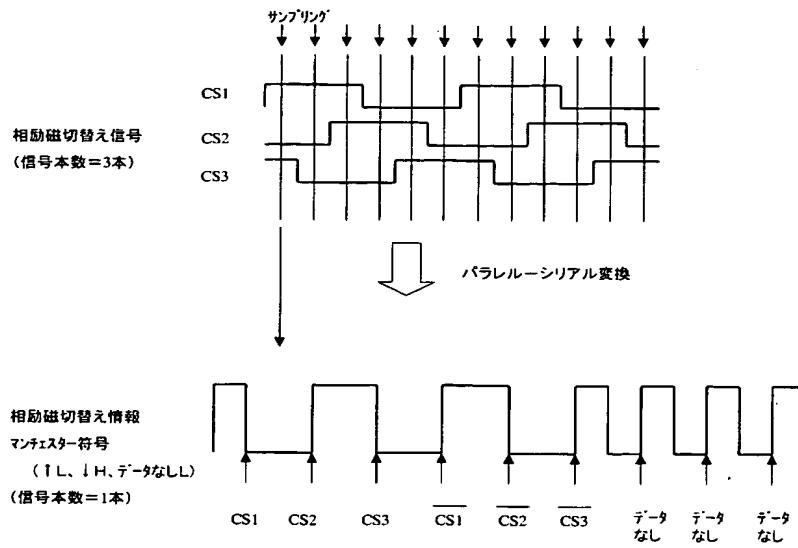 サンプリング
CS1
相励磁切替え信号
(信号本数=3本)
CS2
CS3
パラレルーシリアル変換
相励磁切替え情報
マンチェスター符号
(↑L、↓H、データなしL)
(信号本数=1本)
CS1 CS2 CS3 C̅S̅1̅ C̅S̅2̅ C̅S̅3̅ データ データ データ
なし なし なし